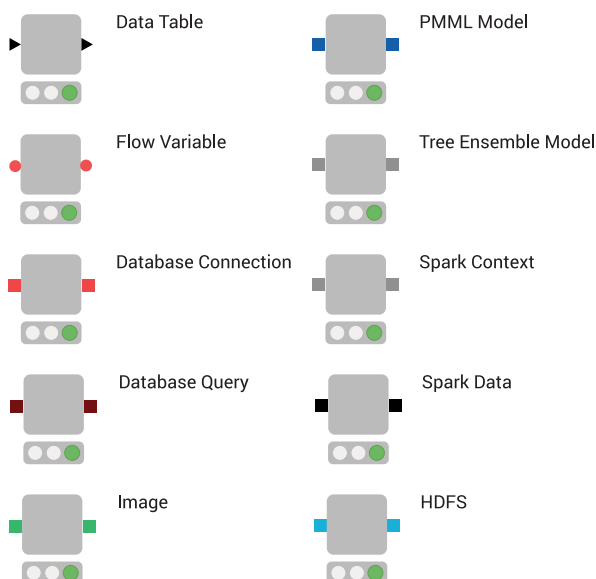 Data Table
PMML Model
Flow Variable
Tree Ensemble Model
Database Connection
Spark Context
Database Query
Spark Data
Image
HDFS